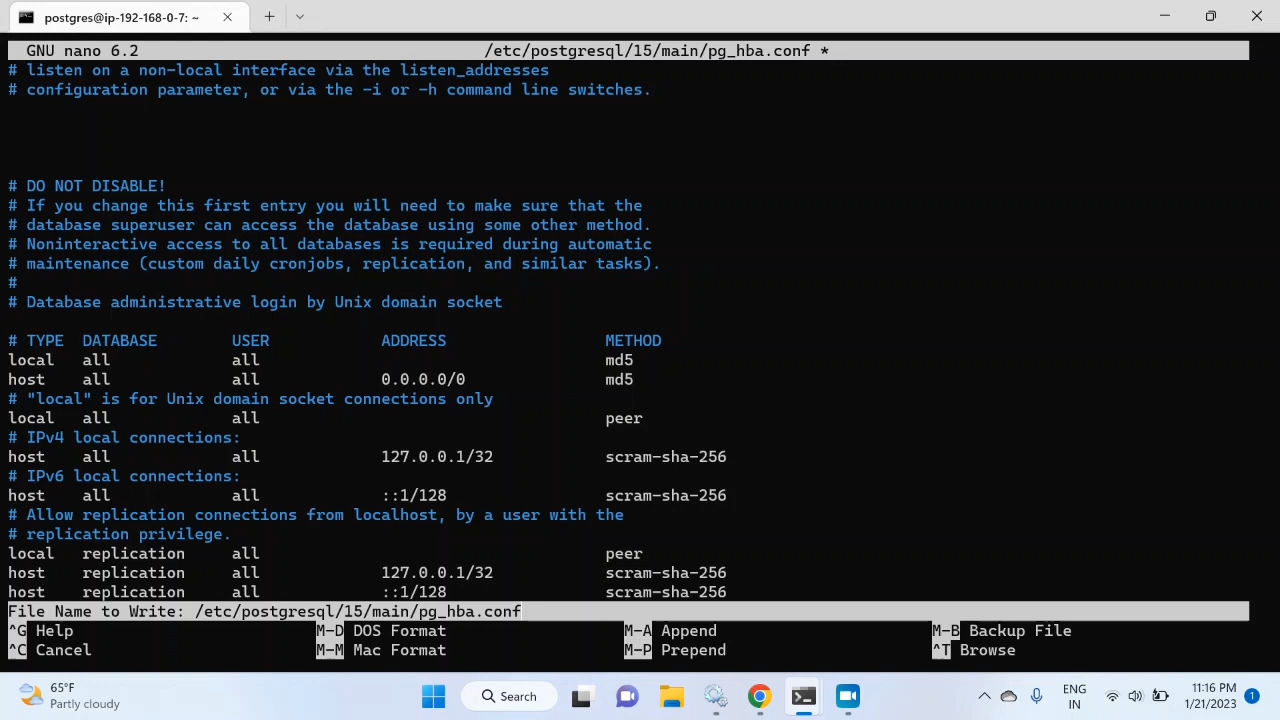 postgres@ip-192-168-0-7: ~
GNU nano 6.2 /etc/postgresql/15/main/pg_hba.conf *
# listen on a non-local interface via the listen_addresses
# configuration parameter, or via the -i or -h command line switches.
# DO NOT DISABLE!
# If you change this first entry you will need to make sure that the
# database superuser can access the database using some other method.
# Noninteractive access to all databases is required during automatic
# maintenance (custom daily cronjobs, replication, and similar tasks).
#
# Database administrative login by Unix domain socket
# TYPE DATABASE USER ADDRESS METHOD
local all all md5
host all all 0.0.0.0/0 md5
# "local" is for Unix domain socket connections only
local all all peer
# IPv4 local connections:
host all all 127.0.0.1/32 scram-sha-256
# IPv6 local connections:
host all all ::1/128 scram-sha-256
# Allow replication connections from localhost, by a user with the
# replication privilege.
local replication all peer
host replication all 127.0.0.1/32 scram-sha-256
host replication all ::1/128 scram-sha-256
File Name to Write: /etc/postgresql/15/main/pg_hba.conf
^G Help M-D DOS Format M-A Append M-B Backup File
^C Cancel M-M Mac Format M-P Prepend ^T Browse
65°F
Partly cloudy
Search
ENG
IN
11:16 PM
1/21/2023
1